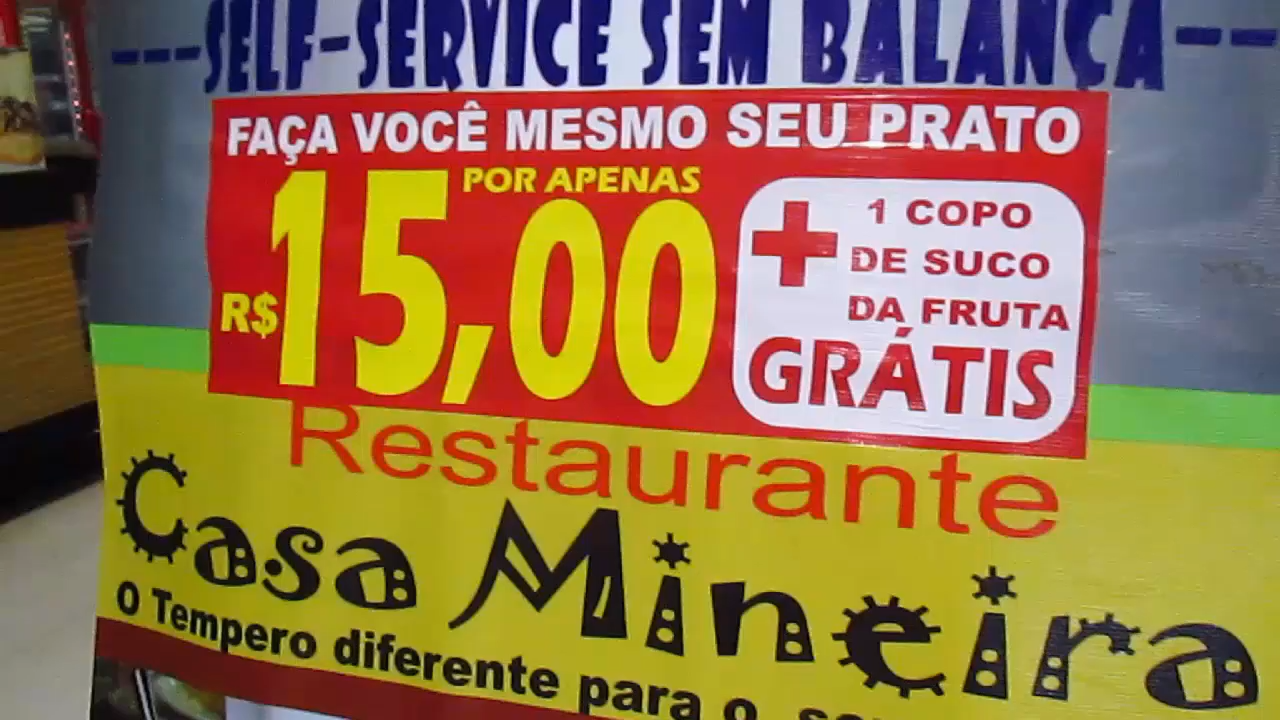 ---SELF-SERVICE SEM BALANÇA---
FAÇA VOCÊ MESMO SEU PRATO
POR APENAS
R$15,00
+ 1 COPO
DE SUCO
DA FRUTA
GRÁTIS
Restaurante
Casa Mineira
O Tempero diferente para o